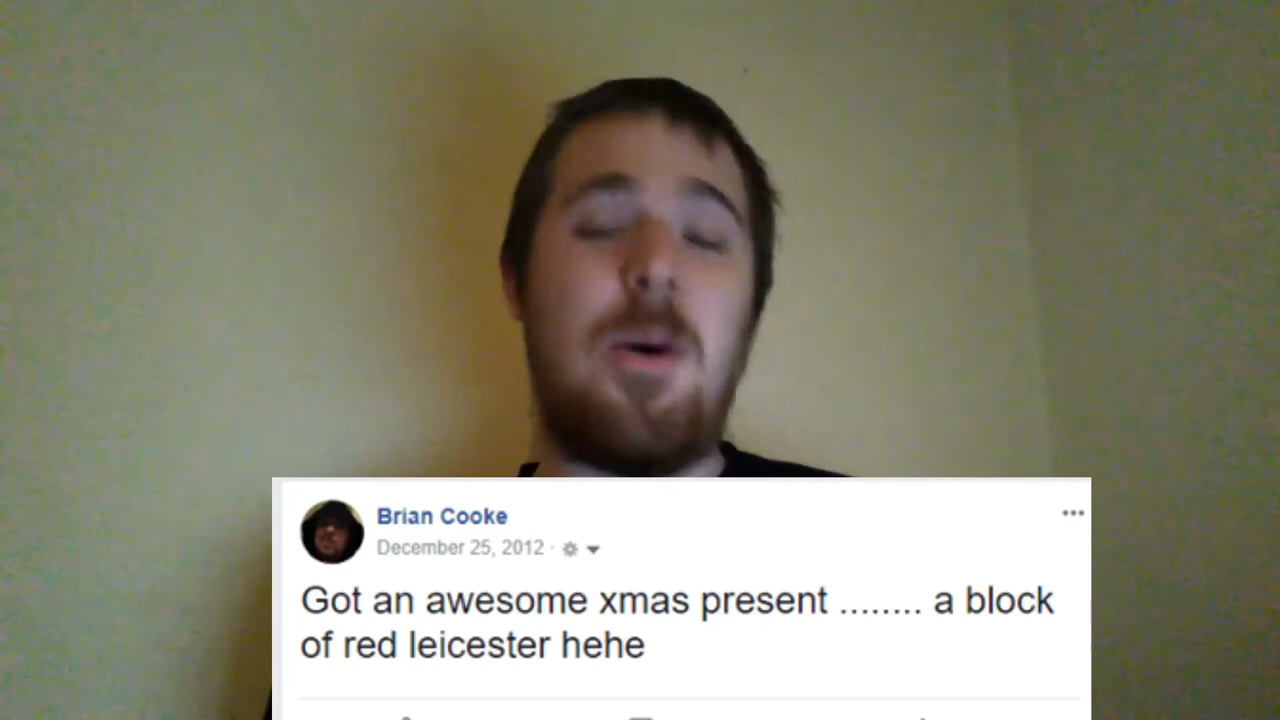 Brian Cooke
December 25, 2012 ·
Got an awesome xmas present ........ a block
of red leicester hehe